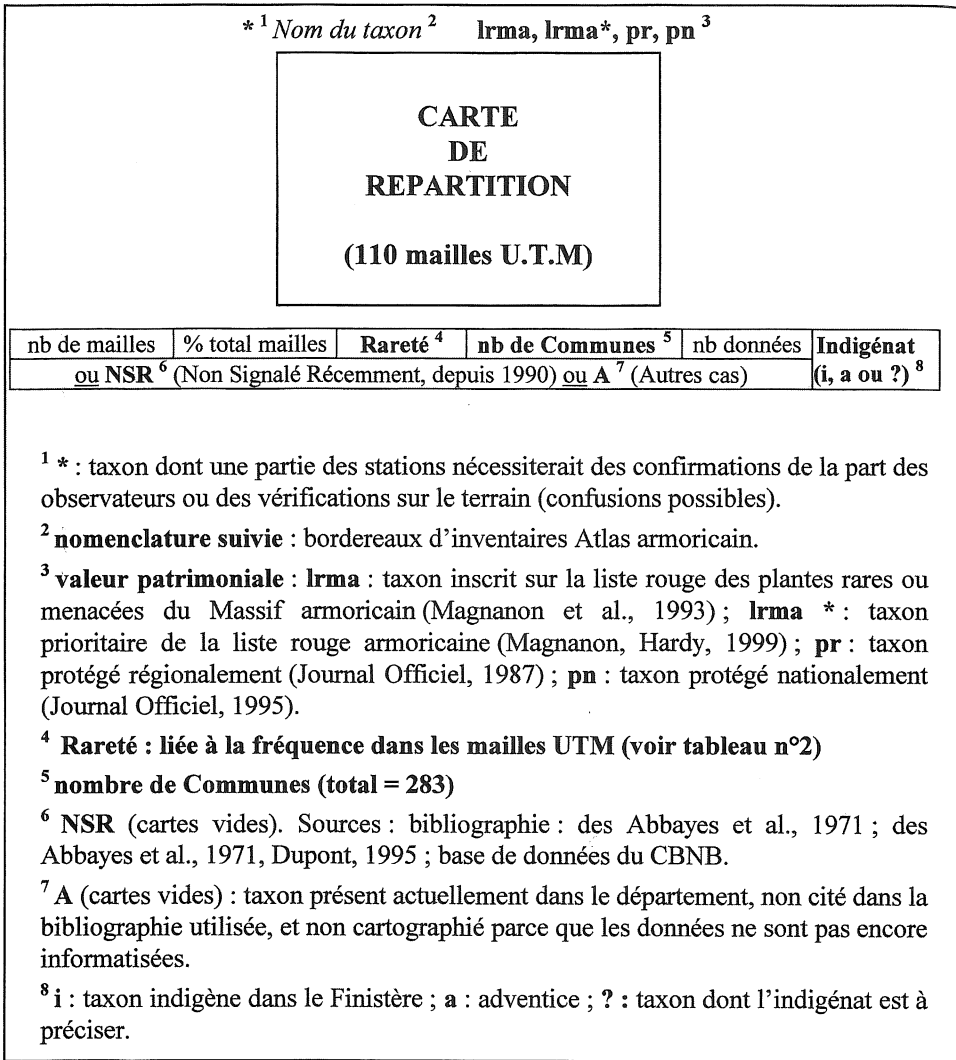 * 1 Nom du taxon 2 lrma, lrma*, pr, pn 3
CARTE
DE
REPARTITION
(110 mailles U.T.M)
nb de mailles % total mailles Rareté 4 nb de Communes 5 nb données Indigénat
ou NSR 6 (Non Signalé Récemment, depuis 1990) ou A 7 (Autres cas) (i, a ou ?) 8
1 * : taxon dont une partie des stations nécessiterait des confirmations de la part des
observateurs ou des vérifications sur le terrain (confusions possibles).
2 nomenclature suivie : bordereaux d'inventaires Atlas armoricain.
3 valeur patrimoniale : lrma : taxon inscrit sur la liste rouge des plantes rares ou
menacées du Massif armoricain (Magnanon et al., 1993) ; lrma * : taxon
prioritaire de la liste rouge armoricaine (Magnanon, Hardy, 1999) ; pr : taxon
protégé régionalement (Journal Officiel, 1987) ; pn : taxon protégé nationalement
(Journal Officiel, 1995).
4 Rareté : liée à la fréquence dans les mailles UTM (voir tableau n°2)
5 nombre de Communes (total = 283)
6 NSR (cartes vides). Sources : bibliographie : des Abbayes et al., 1971 ; des
Abbayes et al., 1971, Dupont, 1995 ; base de données du CBNB.
7 A (cartes vides) : taxon présent actuellement dans le département, non cité dans la
bibliographie utilisée, et non cartographié parce que les données ne sont pas encore
informatisées.
8 i : taxon indigène dans le Finistère ; a : adventice ; ? : taxon dont l'indigénat est à
préciser.